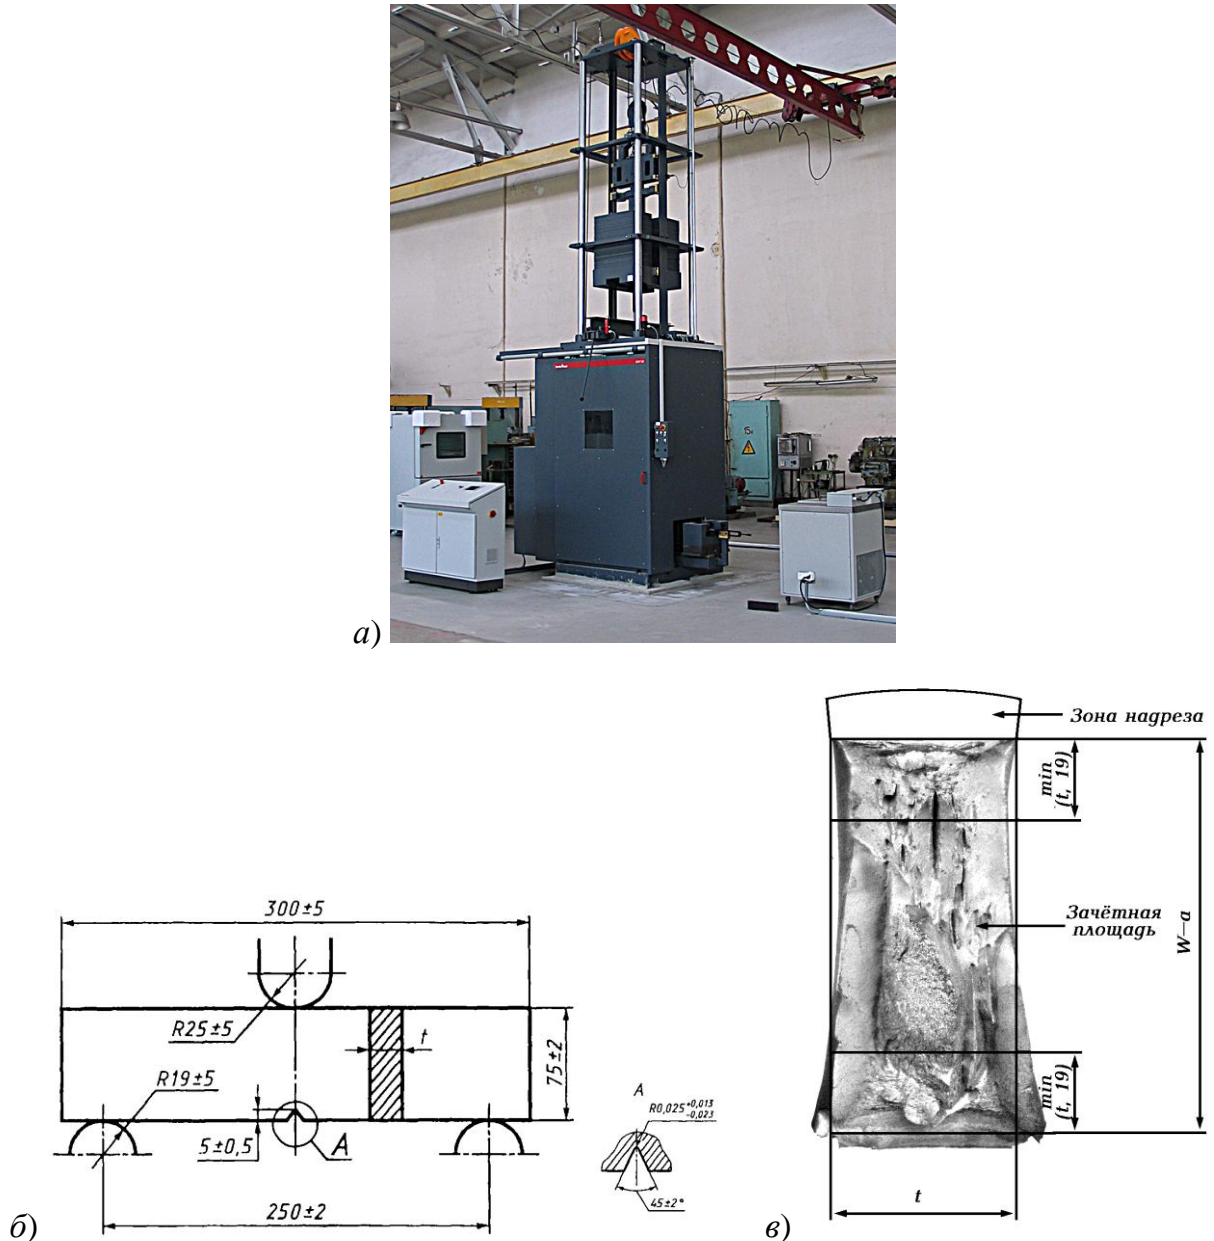 15к
а)
Зона надреза
min
(t, 19)
Зачётная
площадь
W–a
min
(t, 19)
t
в)
300±5
R25±5
t
75±2
R19±5
5±0,5
А
250±2
б)
А
R0,025+0,013
-0,023
45±2°